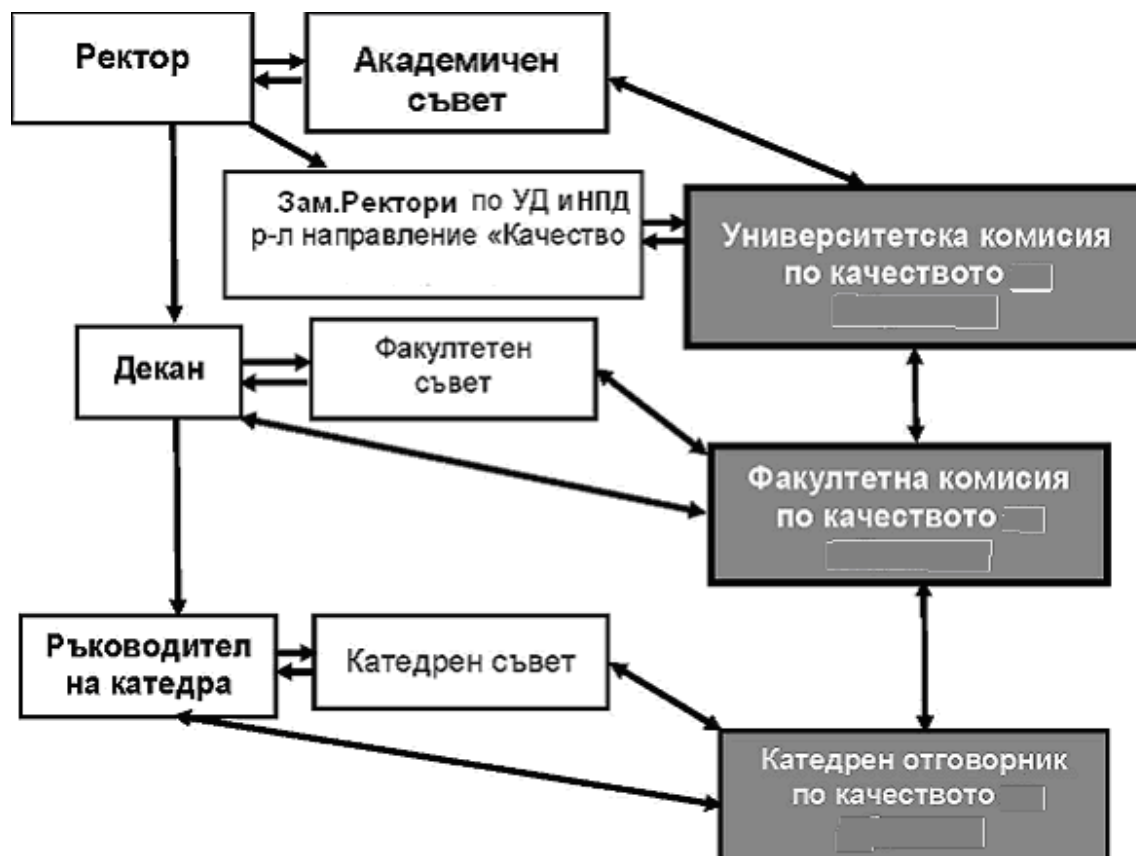 Ректор
Академичен
съвет
Зам.Ректори по УД иНПД
р-л направление «Качество
Университетска комисия
по качеството
Декан
Факултетен
съвет
Факултетна комисия
по качеството
Ръководител
на катедра
Катедрен съвет
Катедрен отговорник
по качеството